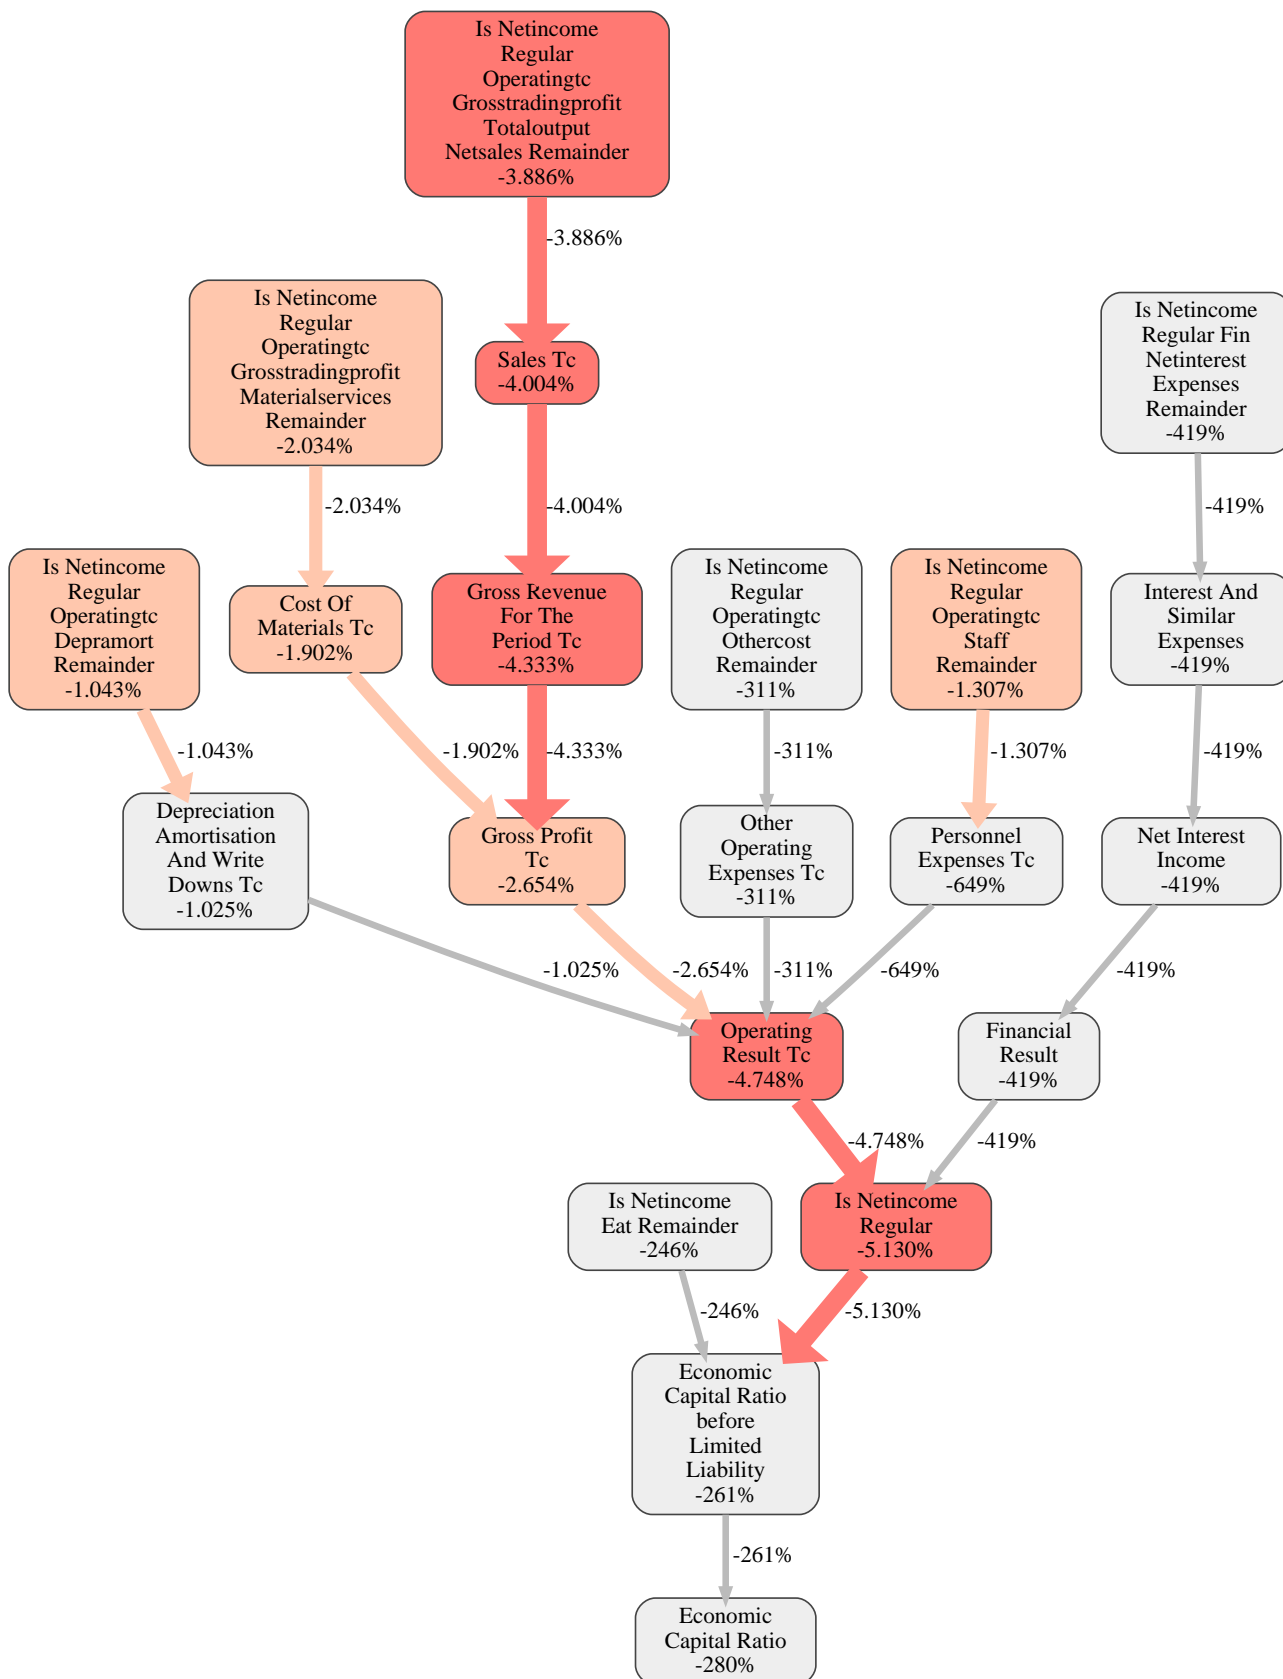 Is Netincome
Regular
Operatingtc
Grosstradingprofit
Totaloutput
Netsales Remainder
-3.886%
-3.886%
Is Netincome
Regular
Operatingtc
Grosstradingprofit
Materialservices
Remainder
-2.034%
Sales Tc
-4.004%
Is Netincome
Regular Fin
Netinterest
Expenses
Remainder
-419%
-2.034%
-4.004%
-419%
Is Netincome
Regular
Operatingtc
Depramort
Remainder
-1.043%
Cost Of
Materials Tc
-1.902%
Gross Revenue
For The
Period Tc
-4.333%
Is Netincome
Regular
Operatingtc
Othercost
Remainder
-311%
Is Netincome
Regular
Operatingtc
Staff
Remainder
-1.307%
Interest And
Similar
Expenses
-419%
-1.043%
-1.902%
-4.333%
-311%
-1.307%
-419%
Depreciation
Amortisation
And Write
Downs Tc
-1.025%
Gross Profit
Tc
-2.654%
Other
Operating
Expenses Tc
-311%
Personnel
Expenses Tc
-649%
Net Interest
Income
-419%
-1.025%
-2.654%
-311%
-649%
-419%
Operating
Result Tc
-4.748%
Financial
Result
-419%
-4.748%
-419%
Is Netincome
Eat Remainder
-246%
Is Netincome
Regular
-5.130%
-246%
-5.130%
Economic
Capital Ratio
before
Limited
Liability
-261%
-261%
Economic
Capital Ratio
-280%